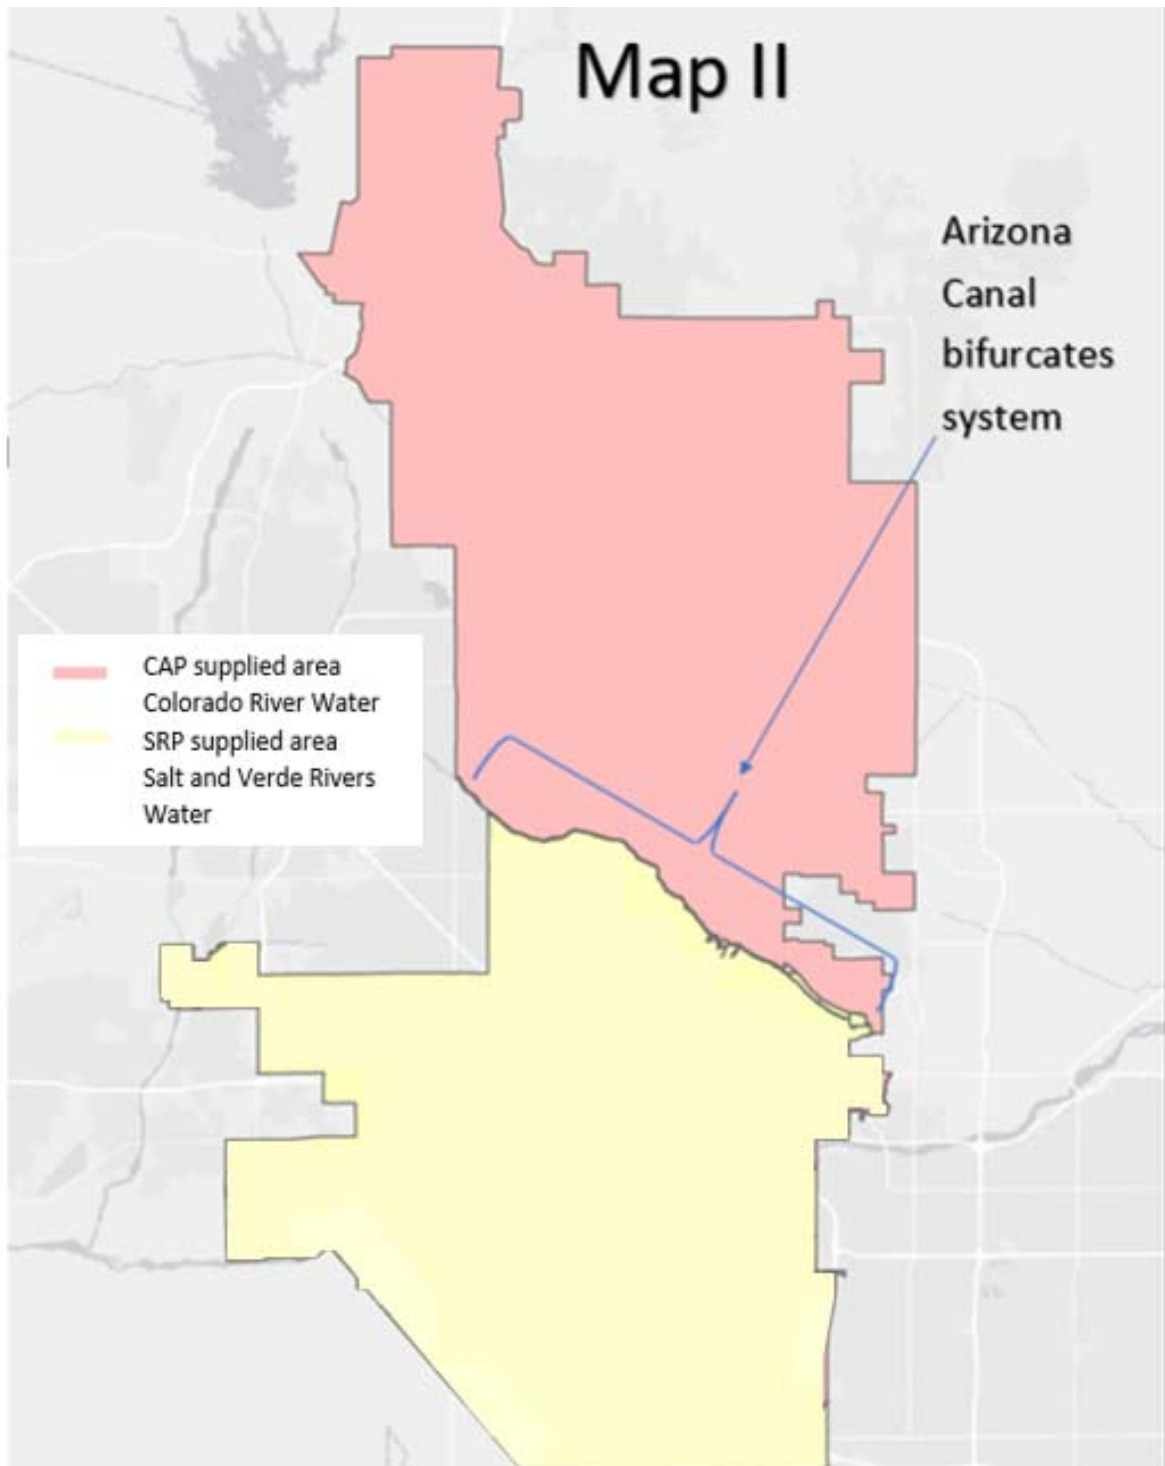 Map II
Arizona
Canal
bifurcates
system
CAP supplied area
Colorado River Water
SRP supplied area
Salt and Verde Rivers
Water